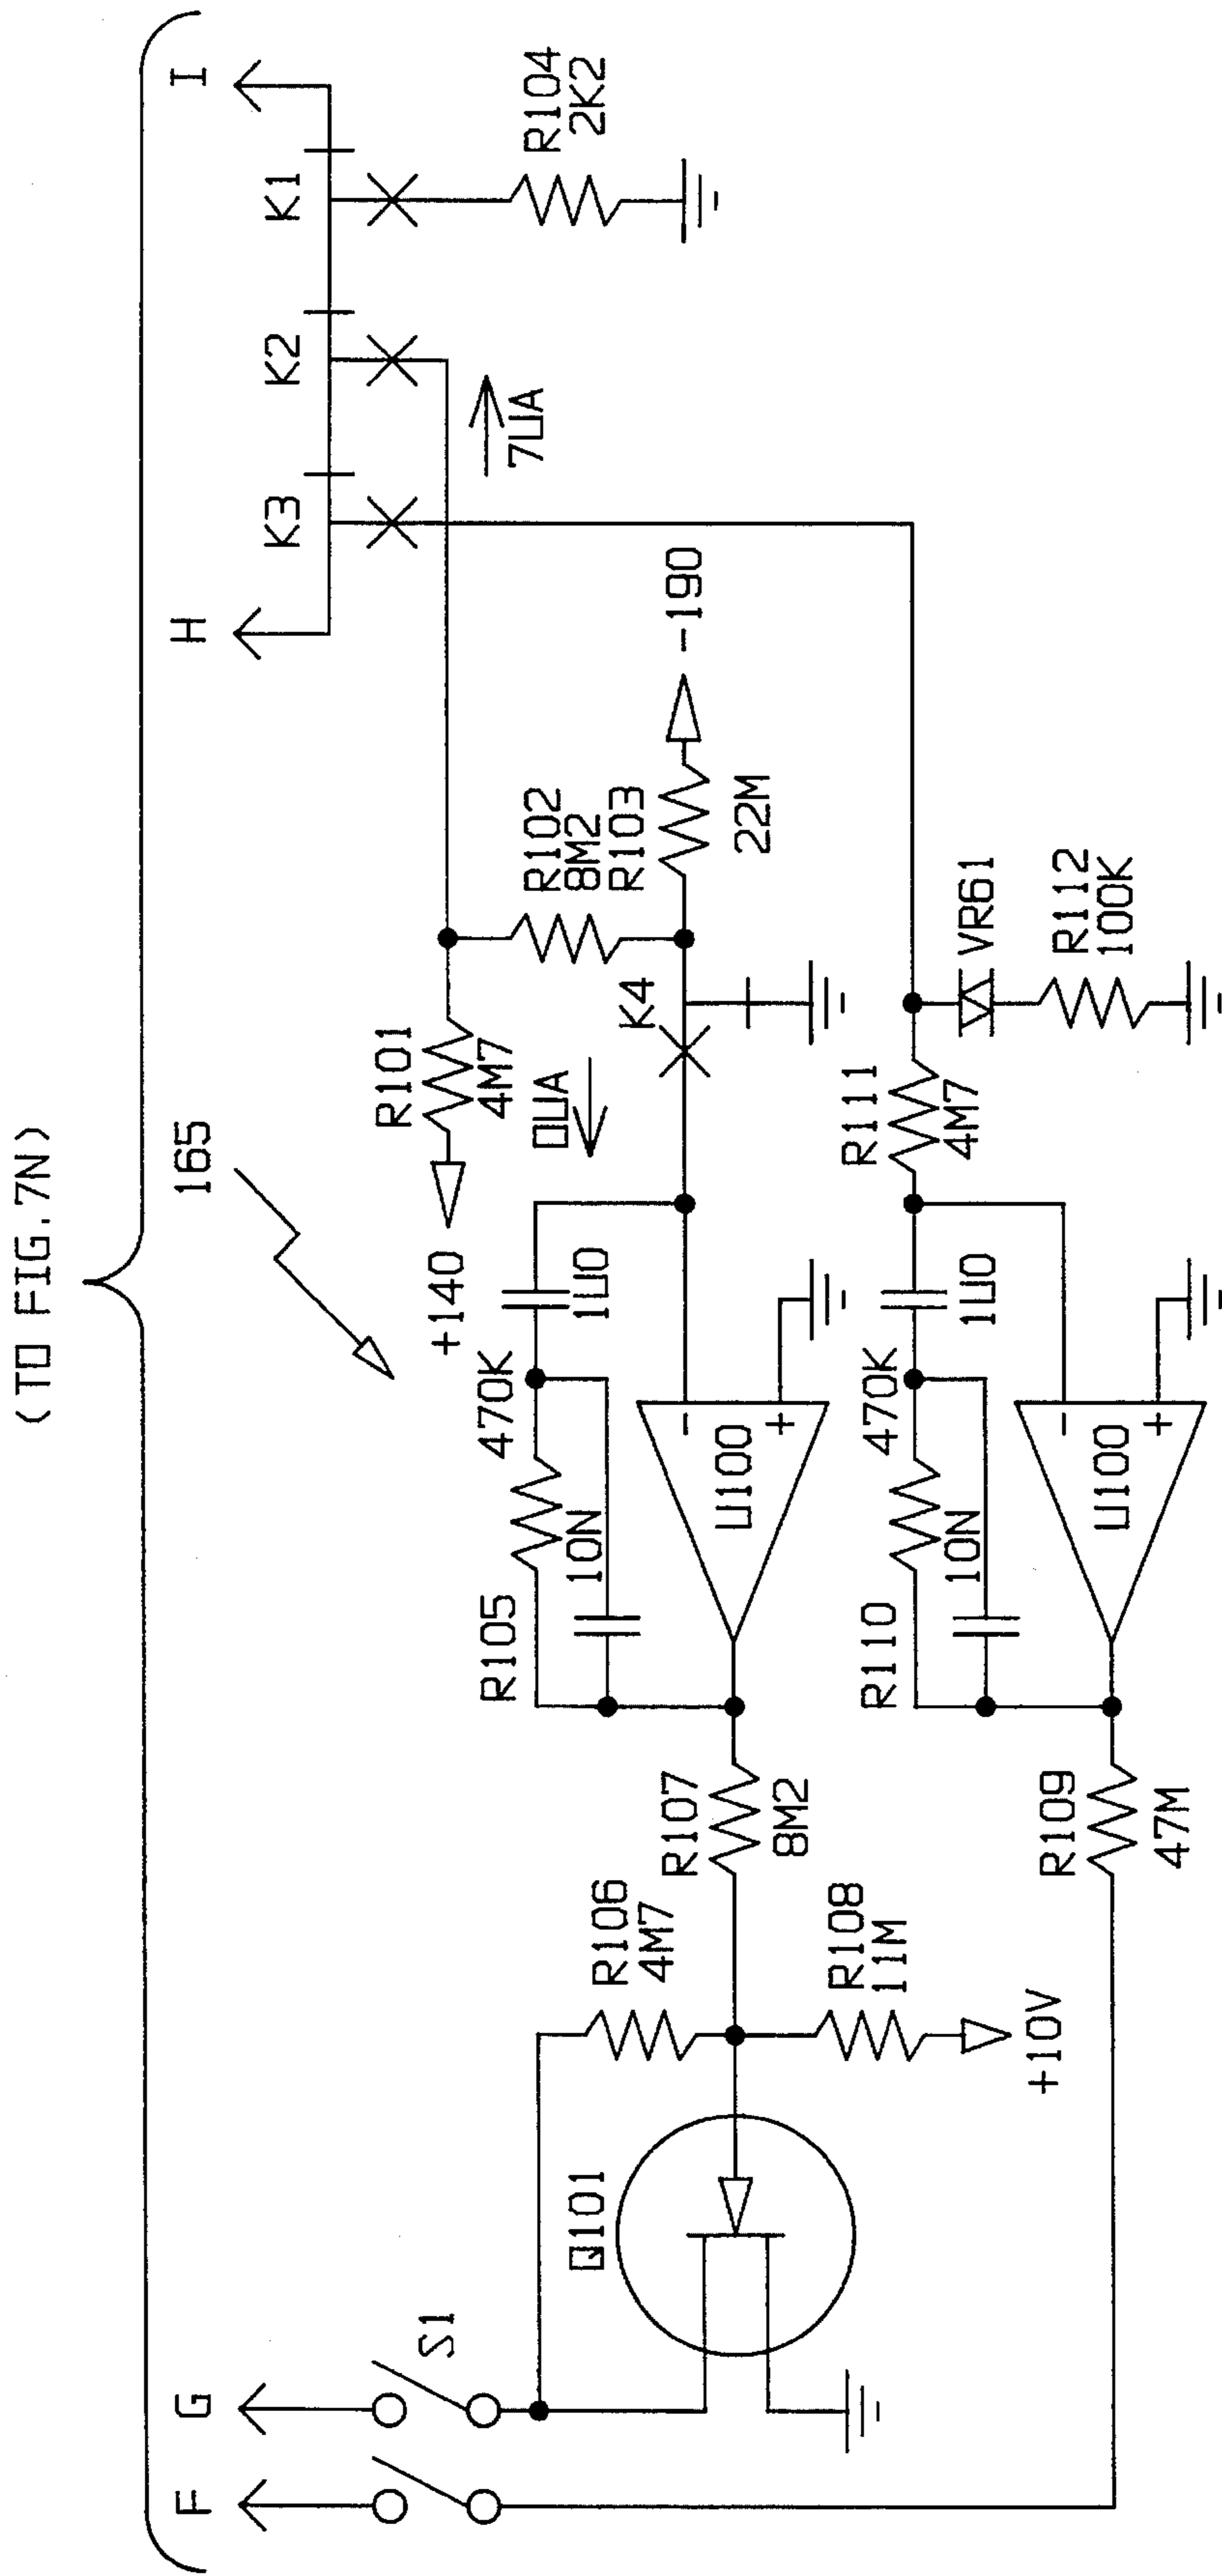 (TO FIG.7N)
165
F
G
H
I
S1
K3
K2
K1
R104
2K2
7UA
+140
R101
4M7
0UA
R102
8M2
R103
22M
-190
K4
1U0
470K
10N
R105
-
+
U100
R107
8M2
R106
4M7
R108
11M
+10V
Q101
R111
4M7
VR61
R112
100K
1U0
470K
10N
R110
-
+
U100
R109
47M